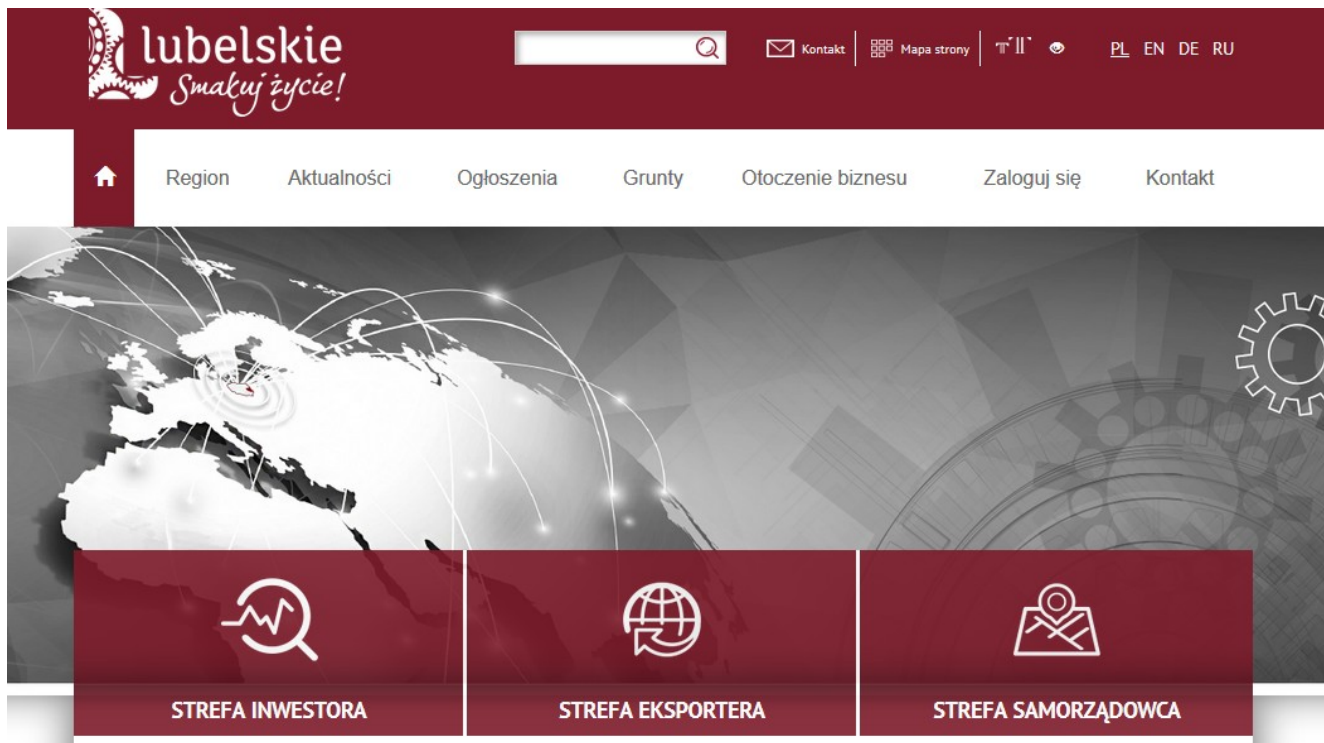 lubelskie
Smakuj życie!
Kontakt
Mapa strony
PL EN DE RU
Region Aktualności Ogłoszenia Grunty Otoczenie biznesu Zaloguj się Kontakt
STREFA INWESTORA
STREFA EKSPORTERA
STREFA SAMORZĄDOWCA